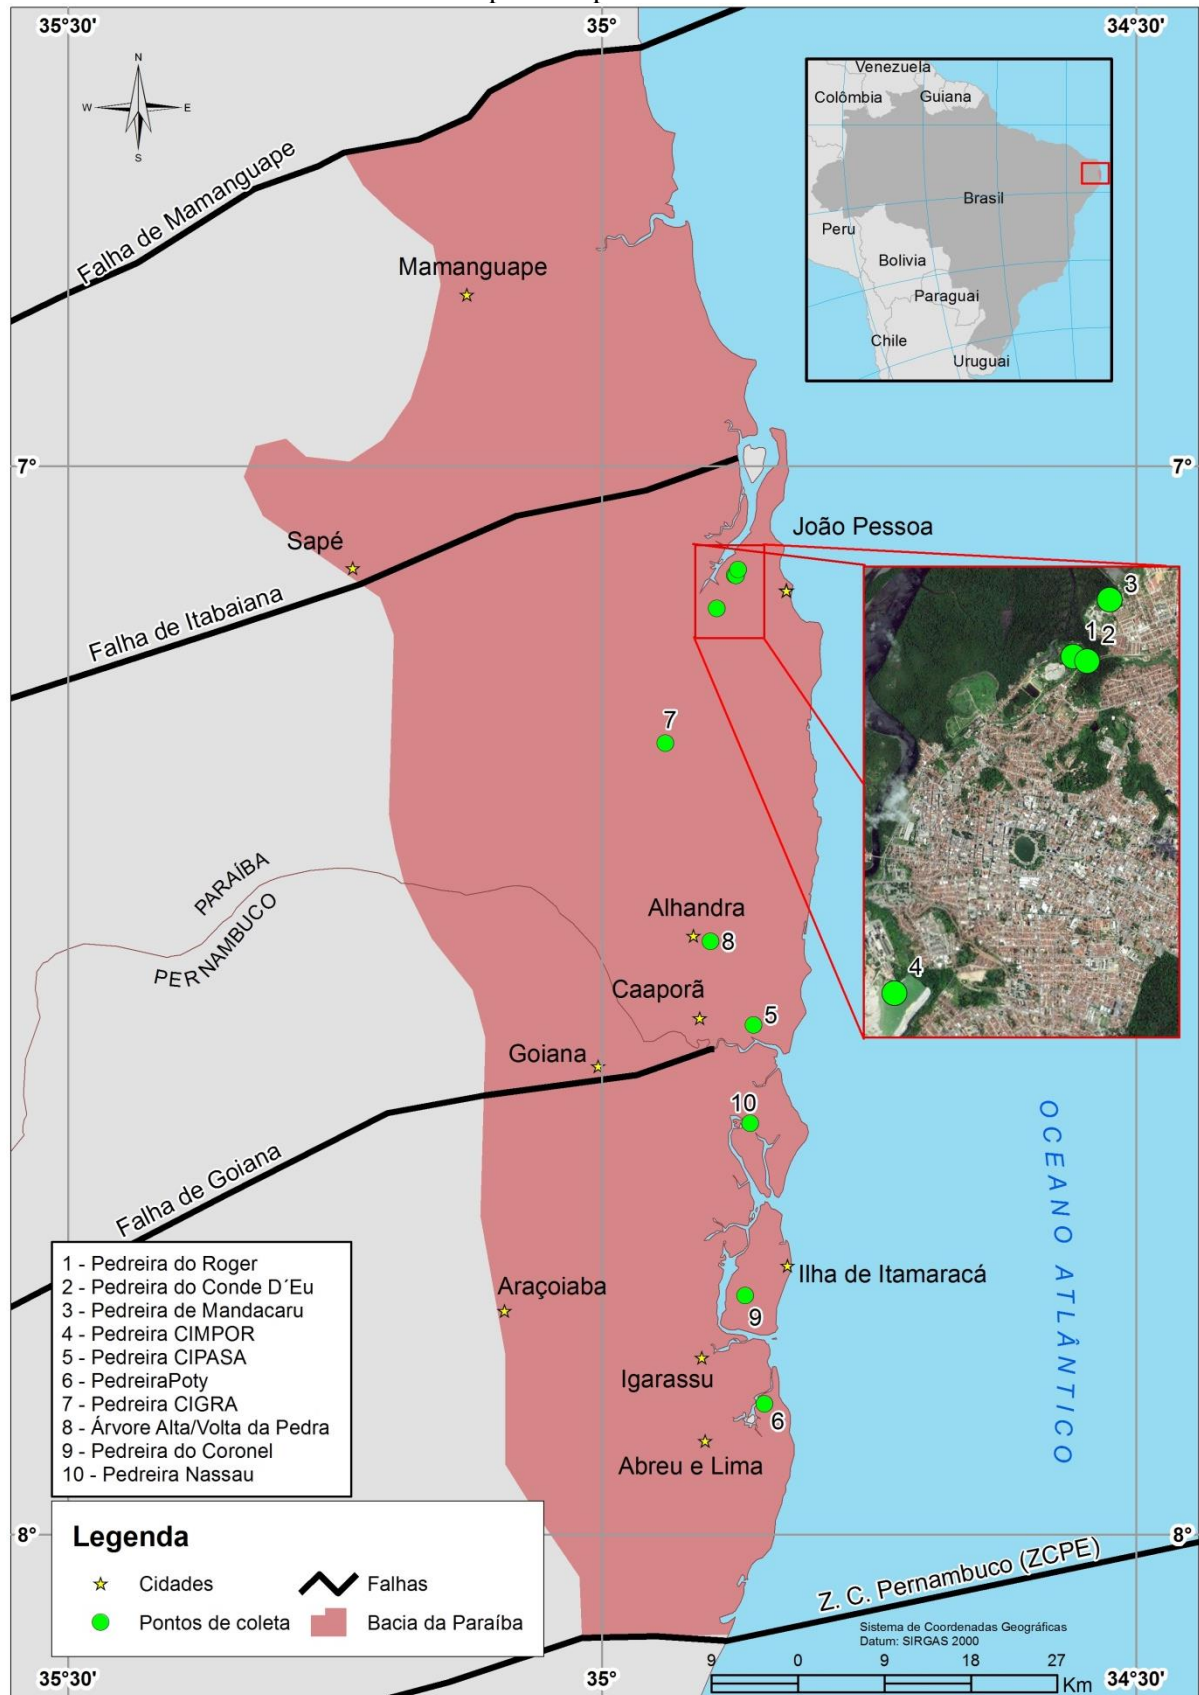 35°30'
35°
34°30'
N
W
E
S
Venezuela
Colômbia
Guiana
Brasil
Peru
Bolivia
Paraguai
Chile
Uruguai
Falha de Mamanguape
Mamanguape
7°
7°
João Pessoa
Sapé
Falha de Itabaiana
3
1
2
7
4
PARAÍBA
PERNAMBUCO
Alhandra
8
Caaporã
5
Goiana
10
Falha de Goiana
OCEANO ATLÂNTICO
1 - Pedreira do Roger
2 - Pedreira do Conde D´Eu
3 - Pedreira de Mandacaru
4 - Pedreira CIMPOR
5 - Pedreira CIPASA
6 - PedreiraPoty
7 - Pedreira CIGRA
8 - Árvore Alta/Volta da Pedra
9 - Pedreira do Coronel
10 - Pedreira Nassau
Araçoiaba
Ilha de Itamaracá
9
Igarassu
6
Abreu e Lima
8°
8°
Legenda
Cidades
Falhas
Pontos de coleta
Bacia da Paraíba
Z. C. Pernambuco (ZCPE)
Sistema de Coordenadas Geográficas
Datum: SIRGAS 2000
9 0 9 18 27
Km
35°30'
35°
34°30'